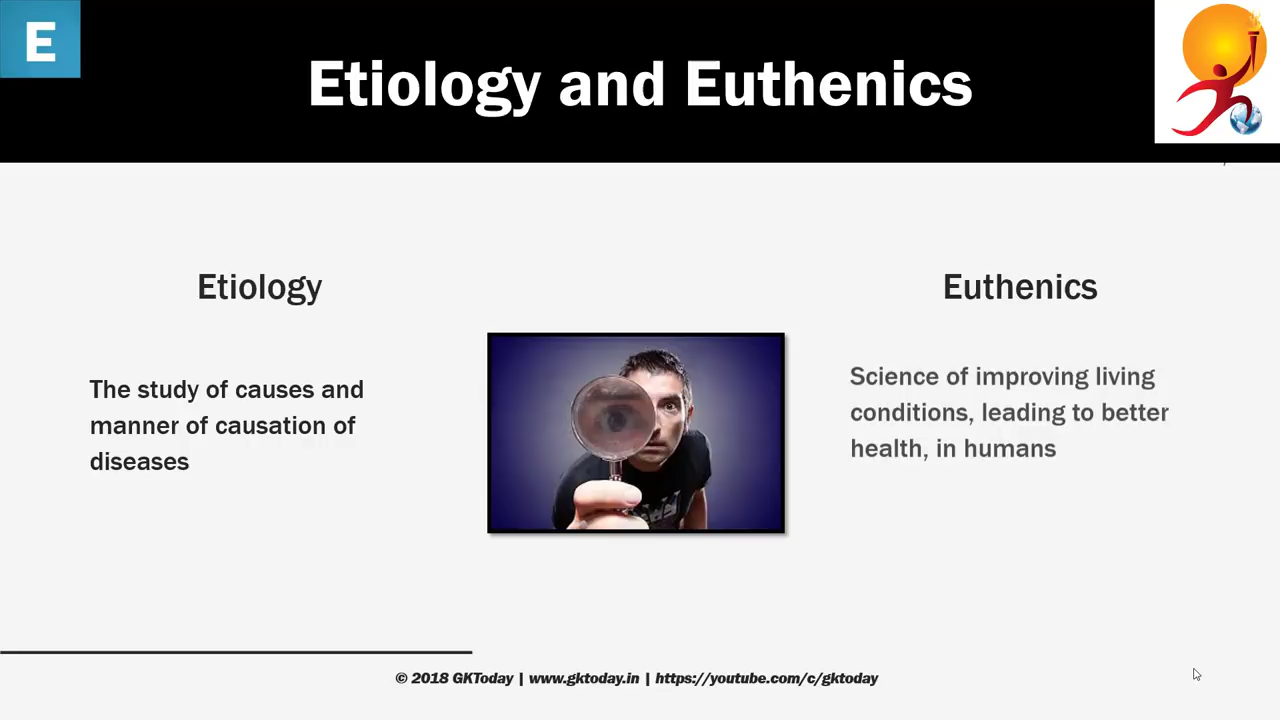 E
Etiology and Euthenics
Etiology
The study of causes and
manner of causation of
diseases
Euthenics
Science of improving living
conditions, leading to better
health, in humans
© 2018 GKToday | www.gktoday.in | https://youtube.com/c/gktoday